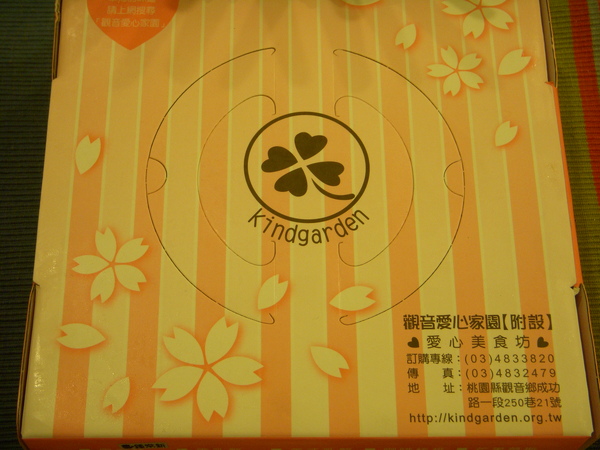 請上網搜尋
「觀音愛心家園
kindgarden
觀音愛心家園【附設】
愛心美食坊
訂購專線:(03)4833820
傳 真:(03)4832479
地 址:桃園縣觀音鄉成功
路一段250巷21號
http://kindgarden.org.tw